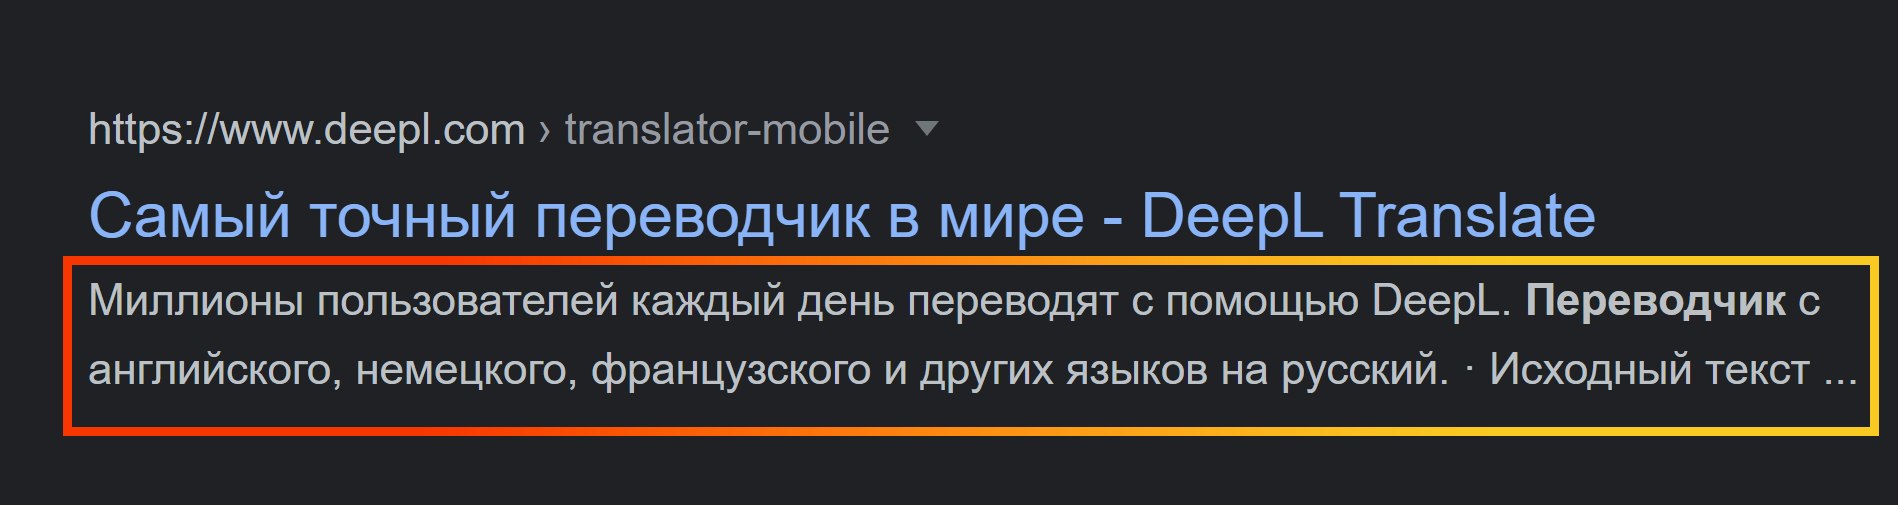 https://www.deepl.com › translator-mobile
Самый точный переводчик в мире - DeepL Translate
Миллионы пользователей каждый день переводят с помощью DeepL. Переводчик с
английского, немецкого, французского и других языков на русский. · Исходный текст ...